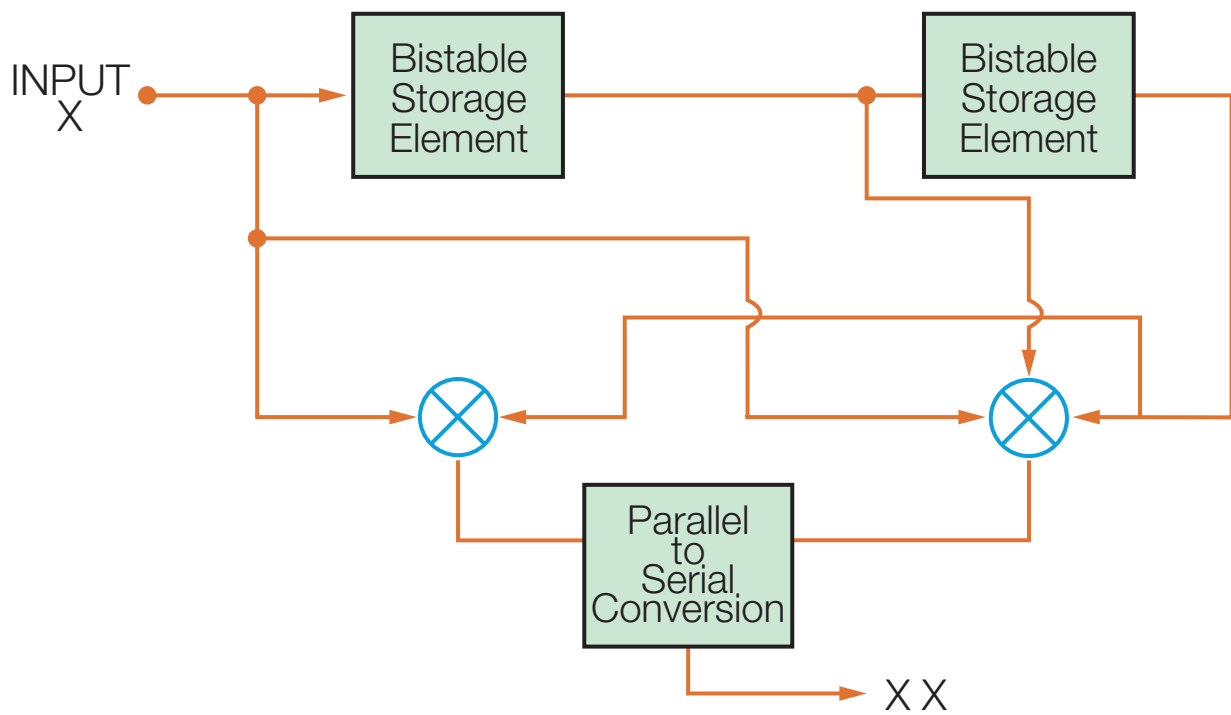 INPUT
X
Bistable
Storage
Element
Bistable
Storage
Element
Parallel
to
Serial
Conversion
X X